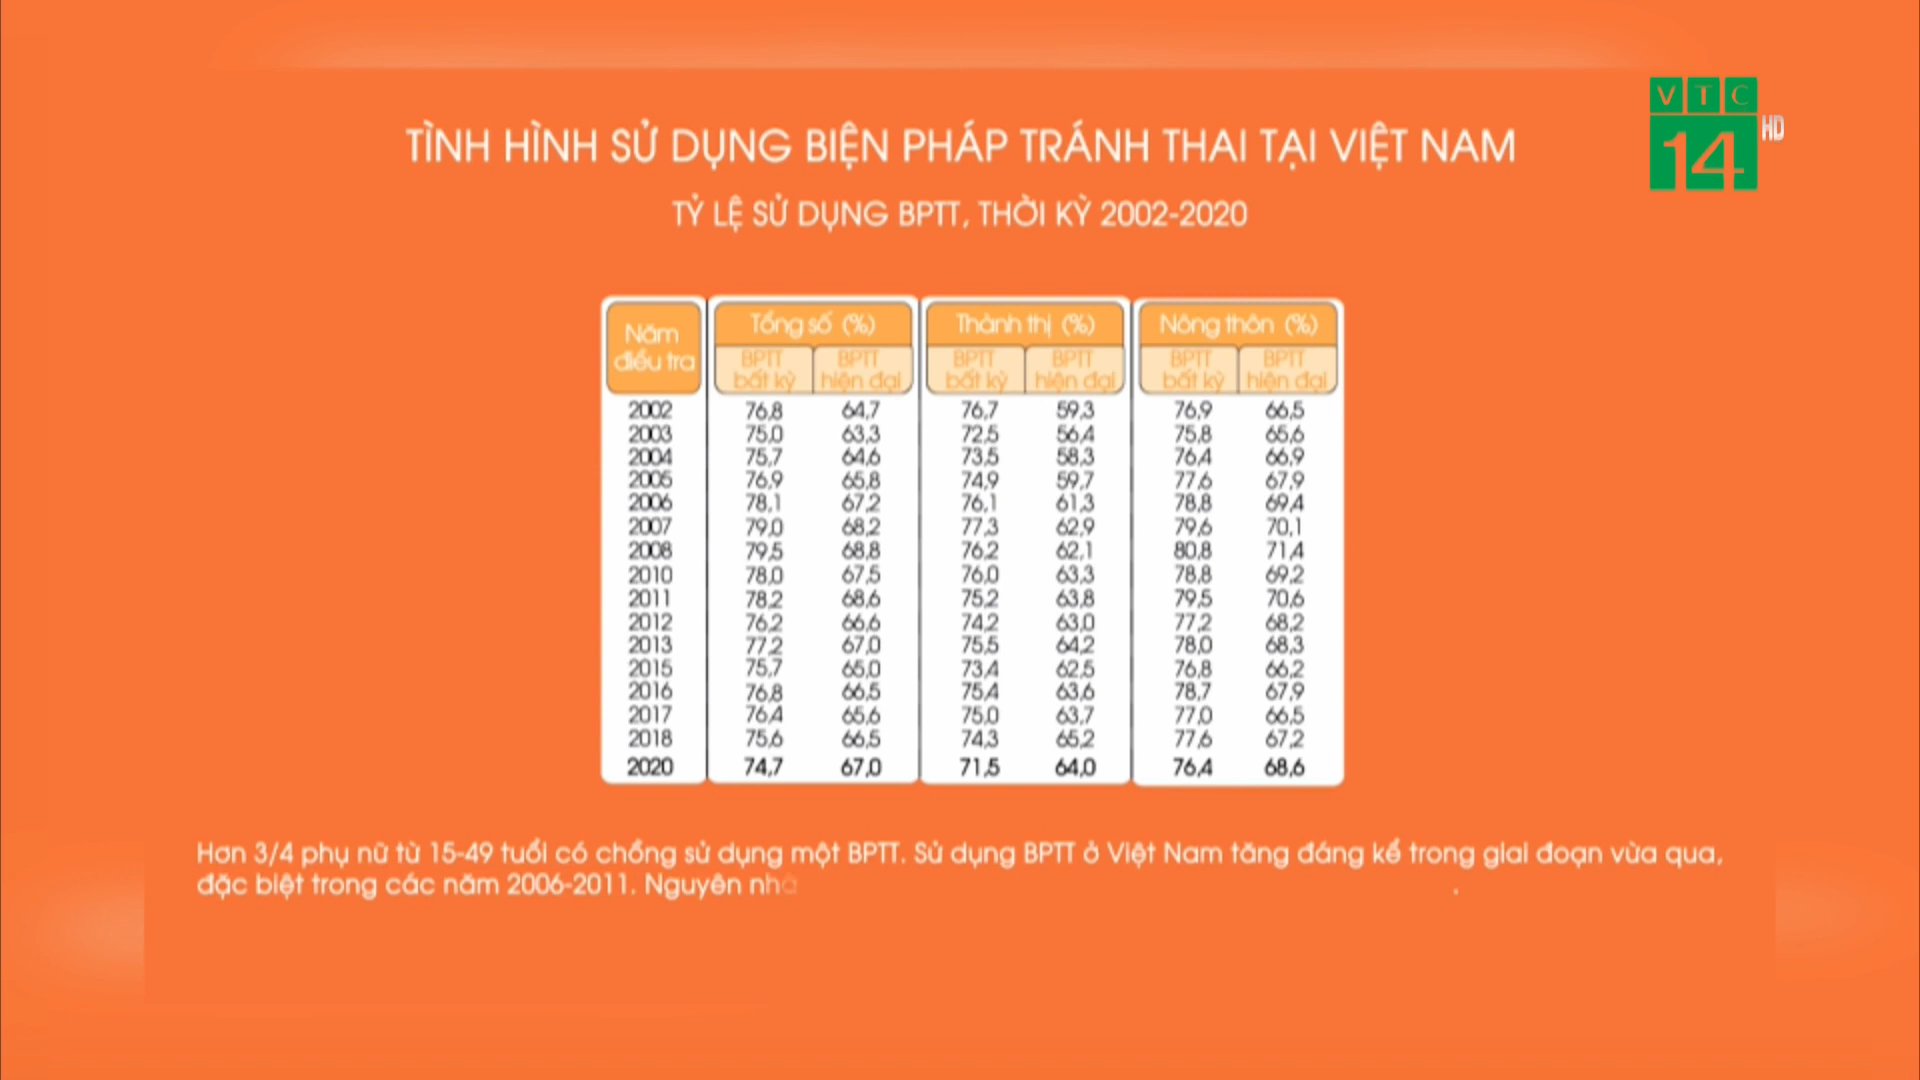 VTC
14 HD
TÌNH HÌNH SỬ DỤNG BIỆN PHÁP TRÁNH THAI TẠI VIỆT NAM
TỶ LỆ SỬ DỤNG BPTT, THỜI KỲ 2002-2020
Năm điều tra Tổng số (%) Thành thị (%) Nông thôn (%)
BPTT bất kỳ BPTT hiện đại BPTT bất kỳ BPTT hiện đại BPTT bất kỳ BPTT hiện đại
2002 76,8 64,7 76,7 59,3 76,9 66,5
2003 75,0 63,3 72,5 56,4 75,8 65,6
2004 75,7 64,6 73,5 58,3 76,4 66,9
2005 76,9 65,8 74,9 59,7 77,6 67,9
2006 78,1 67,2 76,1 61,3 78,8 69,4
2007 79,0 68,2 77,3 62,9 79,6 70,1
2008 79,5 68,8 76,2 62,1 80,8 71,4
2010 78,0 67,5 76,0 63,3 78,8 69,2
2011 78,2 68,6 75,2 63,8 79,5 70,6
2012 76,2 66,6 74,2 63,0 77,2 68,2
2013 77,2 67,0 75,5 64,2 78,0 68,3
2015 75,7 65,0 73,4 62,5 76,8 66,2
2016 76,8 66,5 75,4 63,6 78,7 67,9
2017 76,4 65,6 75,0 63,7 77,0 66,5
2018 75,6 66,5 74,3 65,2 77,6 67,2
2020 74,7 67,0 71,5 64,0 76,4 68,6
Hơn 3/4 phụ nữ từ 15-49 tuổi có chồng sử dụng một BPTT. Sử dụng BPTT ở Việt Nam tăng đáng kể trong giai đoạn vừa qua,
đặc biệt trong các năm 2006-2011. Nguyên